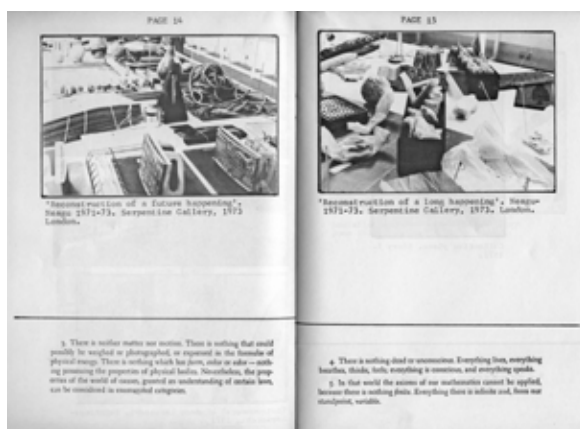 PAGE 14
'Reconstruction of a future happening',
Neagu 1971-73. Serpentine Gallery, 1973
London.
3. There is neither matter nor motion. There is nothing that could
possibly be weighed or photographed, or expressed in the formulae of
physical energy. There is nothing which has form, color or odor—noth-
ing possessing the properties of physical bodies. Nevertheless, the prop-
erties of the world of causes, granted an understanding of certain laws,
can be considered in enumerated categories.
PAGE 15
'Reconstruction of a long happening'. Neagu-
1971-73. Serpentine Gallery, 1973. London.
4. There is nothing dead or unconscious. Everything lives, everything
breathes, thinks, feels; everything is conscious, and everything speaks.
5. In that world the axioms of our mathematics cannot be applied,
because there is nothing finite. Everything there is infinite and, from our
standpoint, variable.